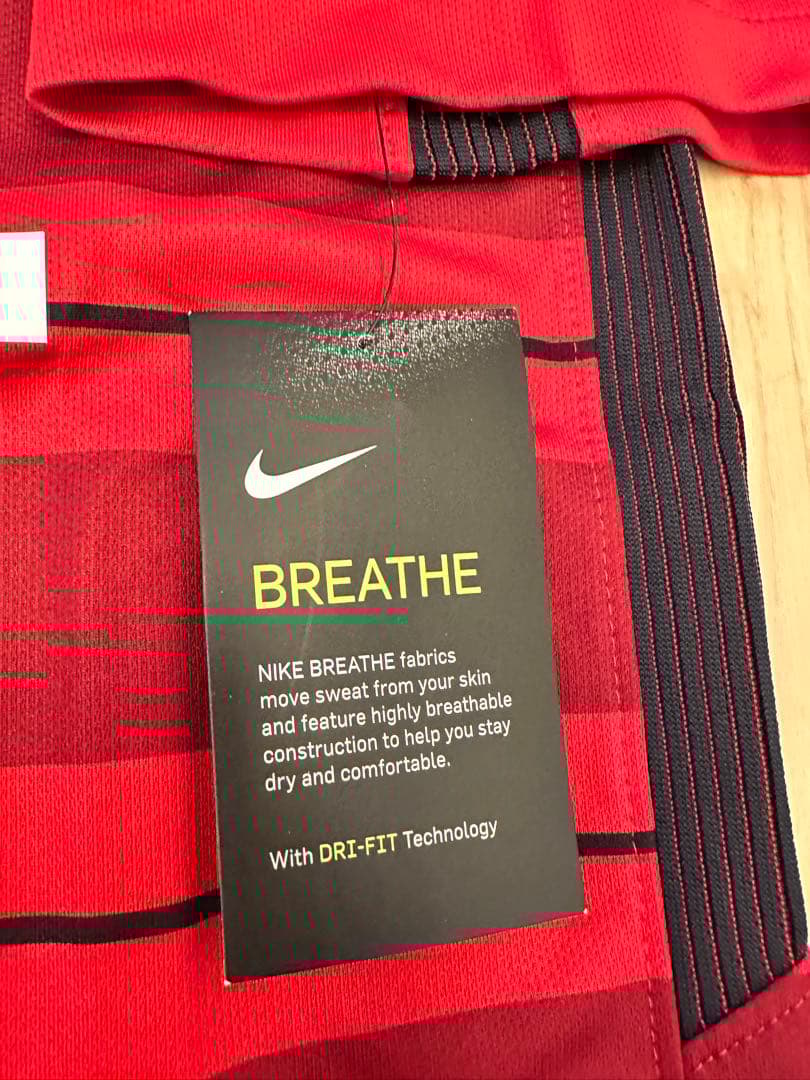 BREATHE
NIKE BREATHE fabrics
move sweat from your skin
and feature highly breathable
construction to help you stay
dry and comfortable.
With DRI-FIT Technology